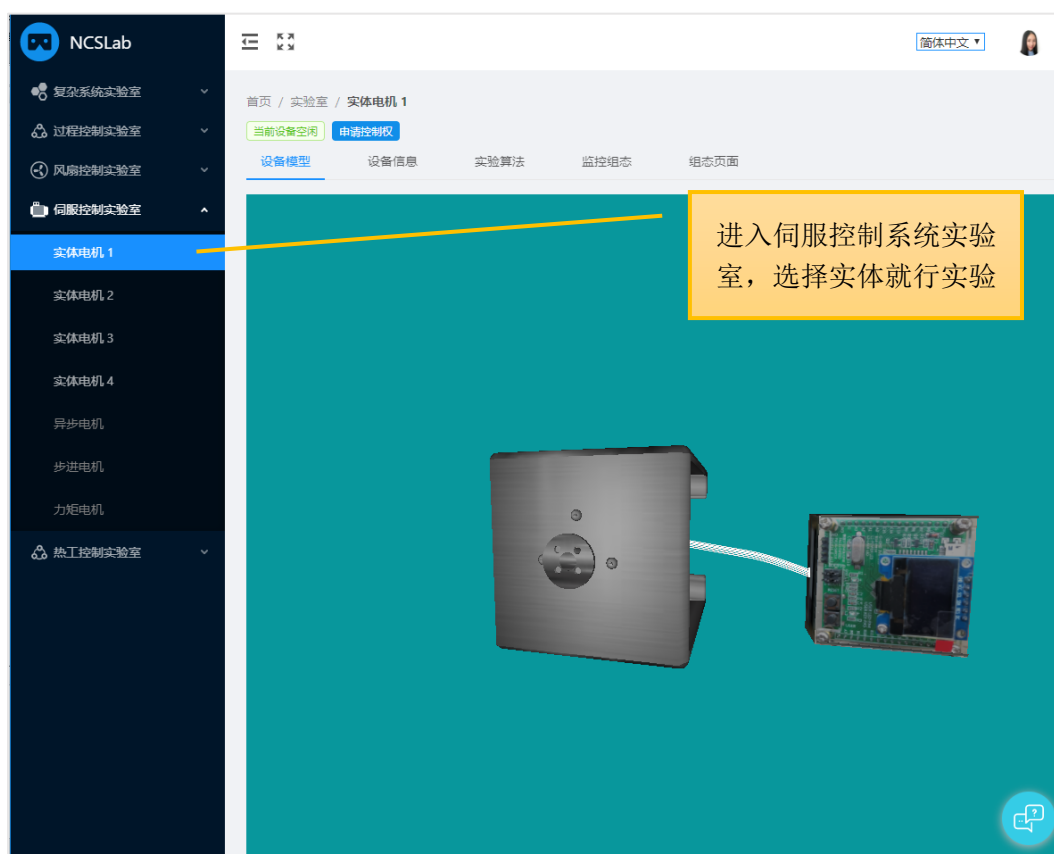 NCSLab
简体中文
复杂系统实验室
过程控制实验室
风扇控制实验室
伺服控制实验室
实体电机 1
实体电机 2
实体电机 3
实体电机 4
异步电机
步进电机
力矩电机
热工控制实验室
首页 / 实验室 / 实体电机 1
当前设备空闲 申请控制权
设备模型 设备信息 实验算法 监控组态 组态页面
进入伺服控制系统实验
室，选择实体就行实验